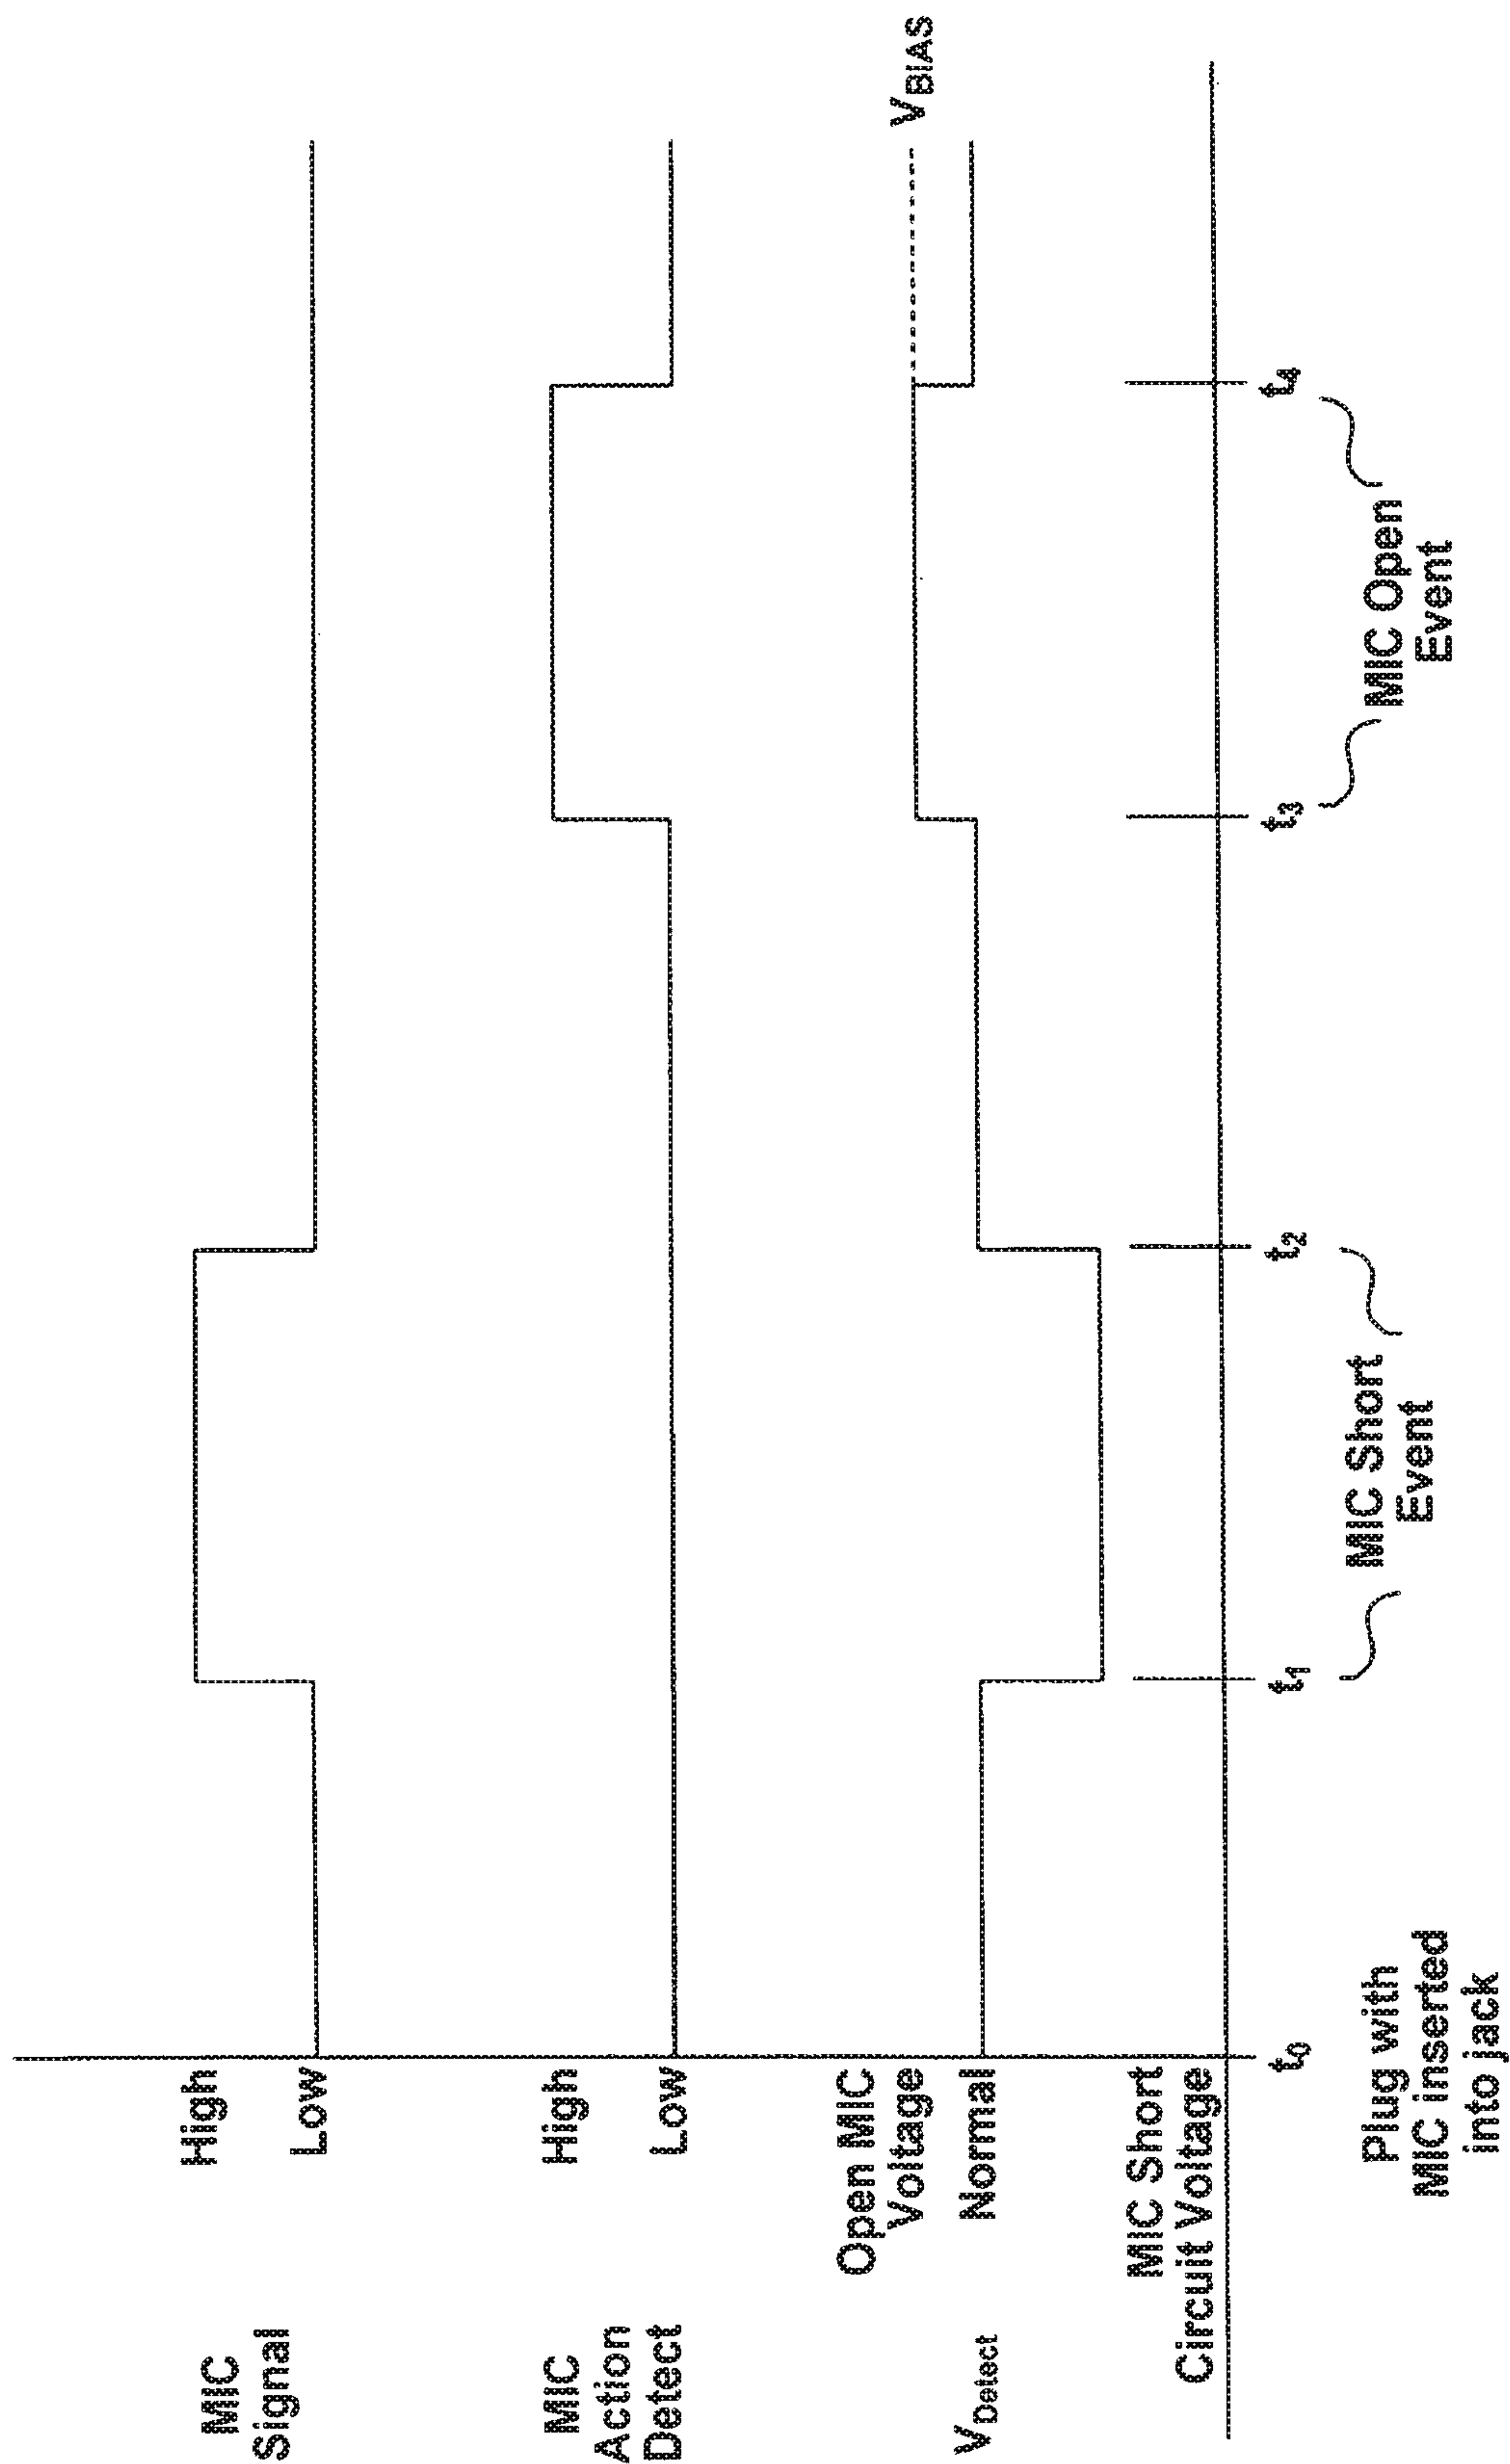 MIC
Signal
High
Low
MIC
Action
Detect
High
Low
VDetect
Open MIC
Voltage
Normal
MIC Short
Circuit Voltage
VBIAS
t0
t1
t2
t3
t4
Plug with
MIC inserted
into jack
MIC Short
Event
MIC Open
Event